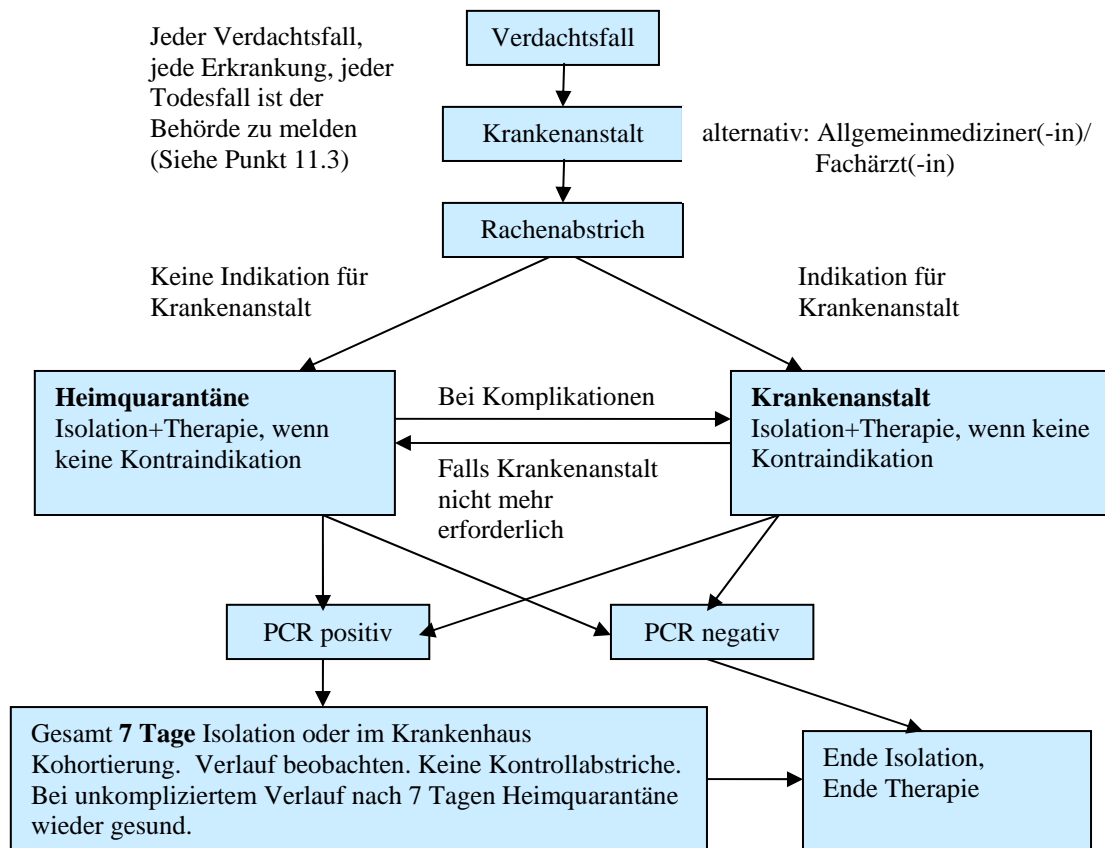 Jeder Verdachtsfall,
jede Erkrankung, jeder
Todesfall ist der
Behörde zu melden
(Siehe Punkt 11.3)
Verdachtsfall
Krankenanstalt
alternativ: Allgemeinmediziner(-in)/
Fachärzt(-in)
Rachenabstrich
Keine Indikation für
Krankenanstalt
Indikation für
Krankenanstalt
Heimquarantäne
Isolation+Therapie, wenn
keine Kontraindikation
Bei Komplikationen
Falls Krankenanstalt
nicht mehr
erforderlich
Krankenanstalt
Isolation+Therapie, wenn keine
Kontraindikation
PCR positiv
PCR negativ
Gesamt 7 Tage Isolation oder im Krankenhaus
Kohortierung.  Verlauf beobachten. Keine Kontrollabstriche.
Bei unkompliziertem Verlauf nach 7 Tagen Heimquarantäne
wieder gesund.
Ende Isolation,
Ende Therapie